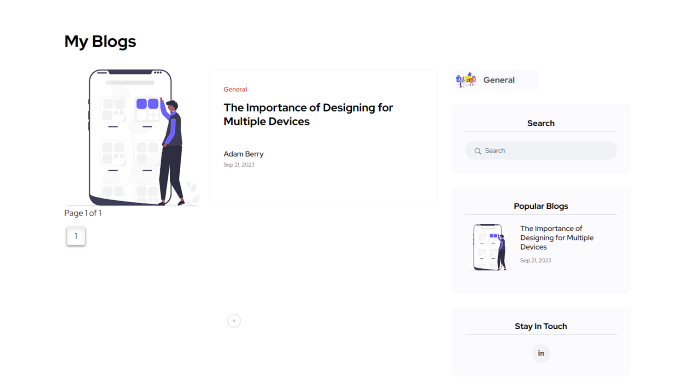 My Blogs
General
The Importance of Designing for
Multiple Devices
Adam Berry
Sep 21, 2023
Page 1 of 1
1
General
Search
Search
Popular Blogs
The Importance of
Designing for Multiple
Devices
Sep 21, 2023
Stay In Touch
in